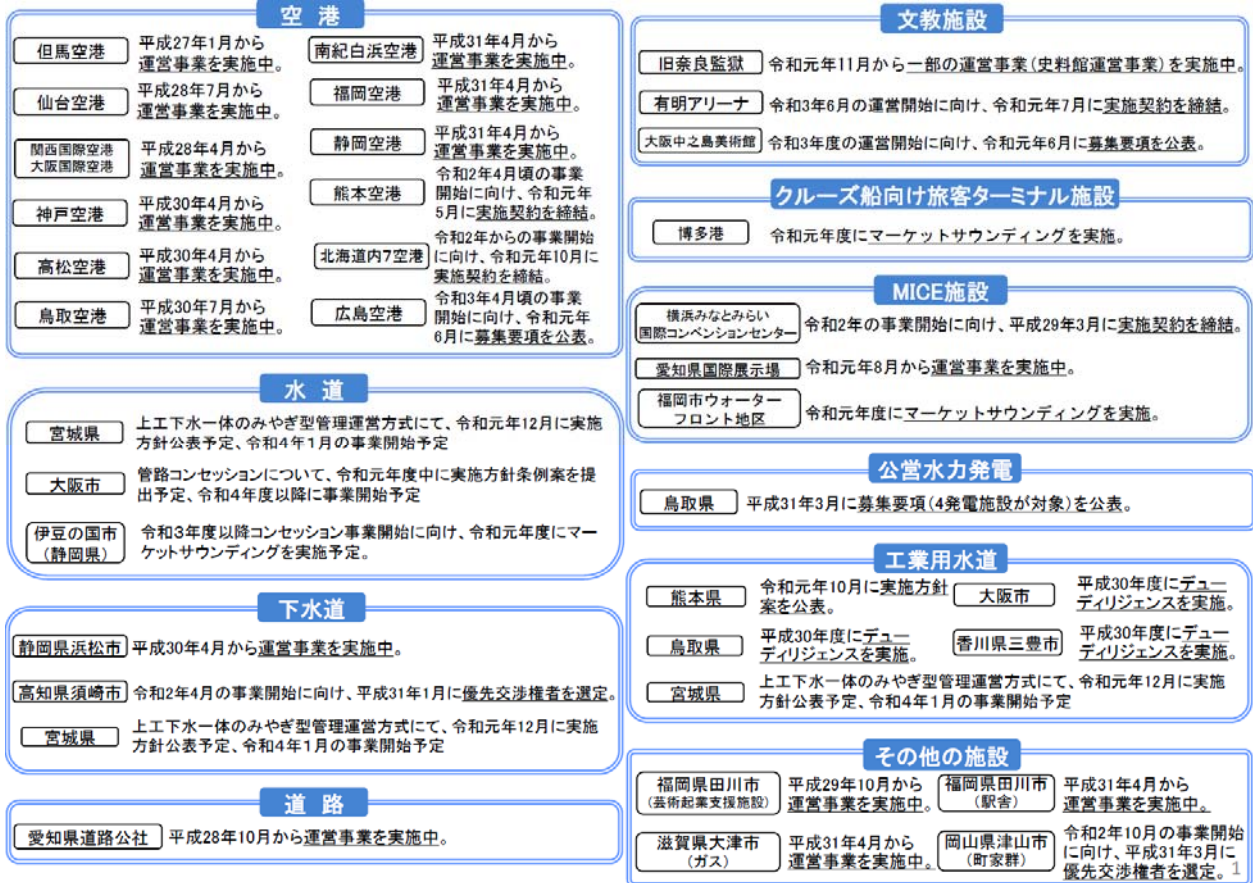 空 港
但馬空港
平成27年1月から
運営事業を実施中。
仙台空港
平成28年7月から
運営事業を実施中。
関西国際空港
大阪国際空港
平成28年4月から
運営事業を実施中。
神戸空港
平成30年4月から
運営事業を実施中。
高松空港
平成30年4月から
運営事業を実施中。
鳥取空港
平成30年7月から
運営事業を実施中。
南紀白浜空港
平成31年4月から
運営事業を実施中。
福岡空港
平成31年4月から
運営事業を実施中。
静岡空港
平成31年4月から
運営事業を実施中。
熊本空港
令和2年4月頃の事業
開始に向け、令和元年
5月に実施契約を締結。
北海道内7空港
令和2年からの事業開始
に向け、令和元年10月に
実施契約を締結。
広島空港
令和3年4月頃の事業
開始に向け、令和元年
6月に募集要項を公表。
水 道
宮城県
上工下水一体のみやぎ型管理運営方式にて、令和元年12月に実施
方針公表予定、令和4年1月の事業開始予定
大阪市
管路コンセッションについて、令和元年度中に実施方針条例案を提
出予定、令和4年度以降に事業開始予定
伊豆の国市
(静岡県)
令和3年度以降コンセッション事業開始に向け、令和元年度にマー
ケットサウンディングを実施予定。
下水道
静岡県浜松市
平成30年4月から運営事業を実施中。
高知県須崎市
令和2年4月の事業開始に向け、平成31年1月に優先交渉権者を選定。
宮城県
上工下水一体のみやぎ型管理運営方式にて、令和元年12月に実施
方針公表予定、令和4年1月の事業開始予定
道 路
愛知県道路公社
平成28年10月から運営事業を実施中。
文教施設
旧奈良監獄
令和元年11月から一部の運営事業(史料館運営事業)を実施中。
有明アリーナ
令和3年6月の運営開始に向け、令和元年7月に実施契約を締結。
大阪中之島美術館
令和3年度の運営開始に向け、令和元年6月に募集要項を公表。
クルーズ船向け旅客ターミナル施設
博多港
令和元年度にマーケットサウンディングを実施。
MICE施設
横浜みなとみらい
国際コンベンションセンター
令和2年の事業開始に向け、平成29年3月に実施契約を締結。
愛知県国際展示場
令和元年8月から運営事業を実施中。
福岡市ウォーター
フロント地区
令和元年度にマーケットサウンディングを実施。
公営水力発電
鳥取県
平成31年3月に募集要項(4発電施設が対象)を公表。
工業用水道
熊本県
令和元年10月に実施方針
案を公表。
大阪市
平成30年度にデュー
ディリジェンスを実施。
鳥取県
平成30年度にデュー
ディリジェンスを実施。
香川県三豊市
平成30年度にデュー
ディリジェンスを実施。
宮城県
上工下水一体のみやぎ型管理運営方式にて、令和元年12月に実施
方針公表予定、令和4年1月の事業開始予定
その他の施設
福岡県田川市
(芸術起業支援施設)
平成29年10月から
運営事業を実施中。
福岡県田川市
(駅舎)
平成31年4月から
運営事業を実施中。
滋賀県大津市
(ガス)
平成31年4月から
運営事業を実施中。
岡山県津山市
(町家群)
令和2年10月の事業開始
に向け、平成31年3月に
優先交渉権者を選定。
1